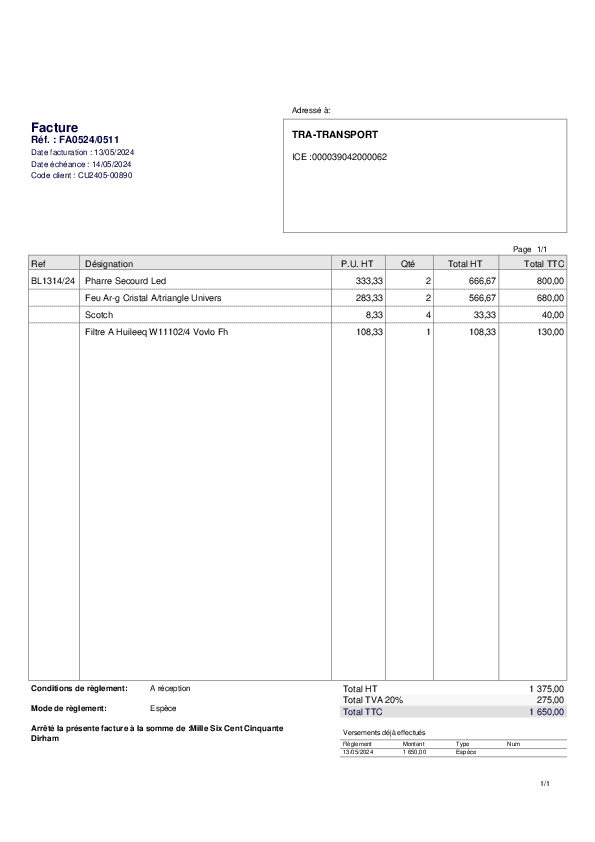 Adressé à:
Facture
Réf. : FA0524/0511
Date facturation : 13/05/2024
Date échéance : 14/05/2024
Code client : CU2405-00890
TRA-TRANSPORT
ICE :000039042000062
Page 1/1
Ref Désignation P.U. HT Qté Total HT Total TTC
BL1314/24 Pharre Secourd Led 333,33 2 666,67 800,00
Feu Ar-g Cristal A/triangle Univers 283,33 2 566,67 680,00
Scotch 8,33 4 33,33 40,00
Filtre A Huileeq W11102/4 Vovlo Fh 108,33 1 108,33 130,00
Conditions de règlement: A réception
Mode de règlement: Espèce
Arrêté la présente facture à la somme de :Mille Six Cent Cinquante
Dirham
Total HT 1 375,00
Total TVA 20% 275,00
Total TTC 1 650,00
Versements déjà effectués
Règlement Montant Type Num
13/05/2024 1 650,00 Espèce
1/1